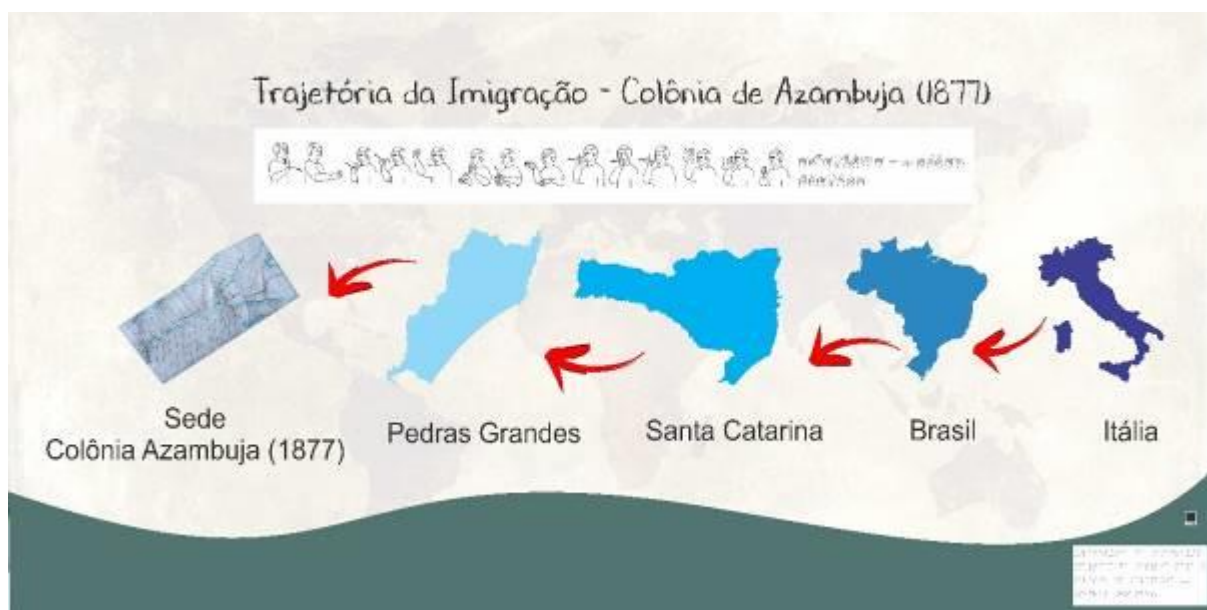 Trajetória da Imigração - Colônia de Azambuja (1877)
Sede
Colônia Azambuja (1877)
Pedras Grandes
Santa Catarina
Brasil
Itália